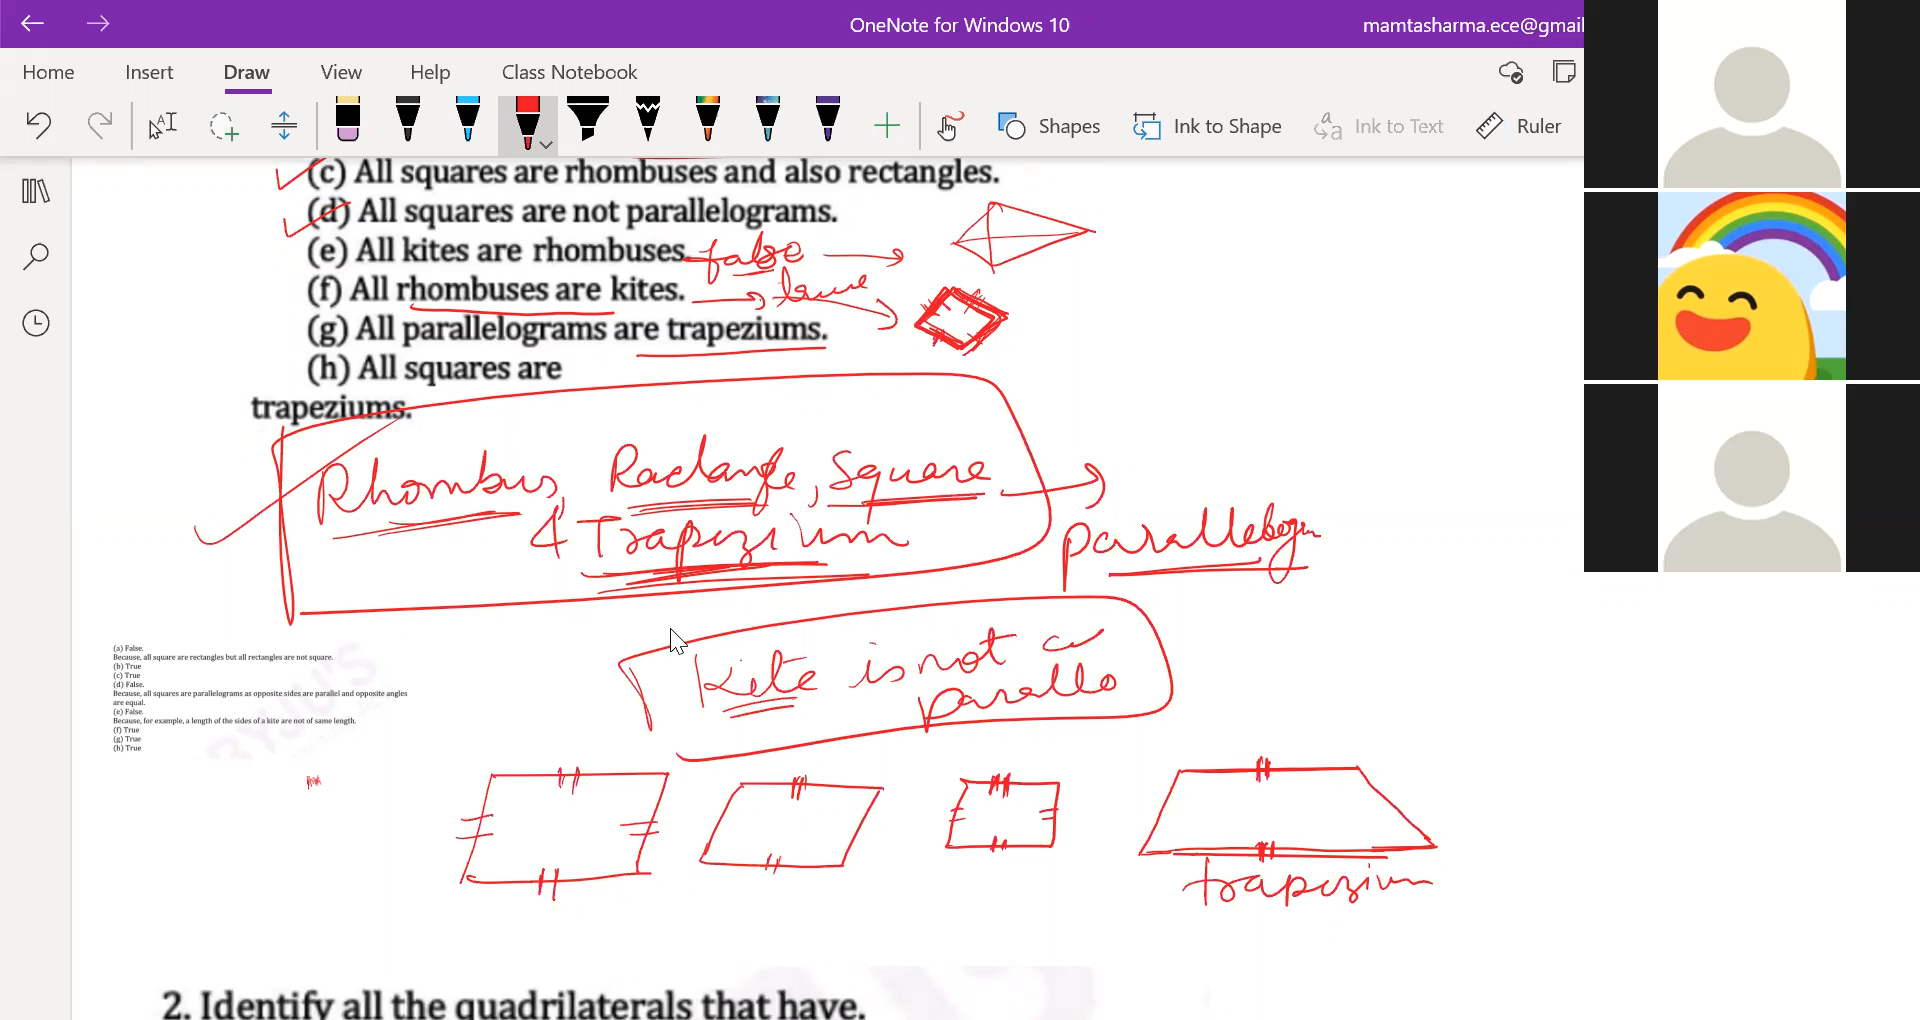 OneNote for Windows 10
mamtasharma.ece@gmail
Home Insert Draw View Help Class Notebook
Shapes Ink to Shape Ink to Text Ruler
(c) All squares are rhombuses and also rectangles.
(d) All squares are not parallelograms.
(e) All kites are rhombuses. false
(f) All rhombuses are kites. true
(g) All parallelograms are trapeziums.
(h) All squares are
trapeziums.
Rhombus, Rectangle, Square
& Trapezium
parallelogm
Kite is not a
parallo
(a) False.
Because, all square are rectangles but all rectangles are not square.
(b) True
(c) True
(d) False.
Because, all squares are parallelograms as opposite sides are parallel and opposite angles
are equal.
(e) False.
Because, for example, a length of the sides of a kite are not of same length.
(f) True
(g) True
(h) True
BYJU'S
trapezium
2. Identify all the quadrilaterals that have.